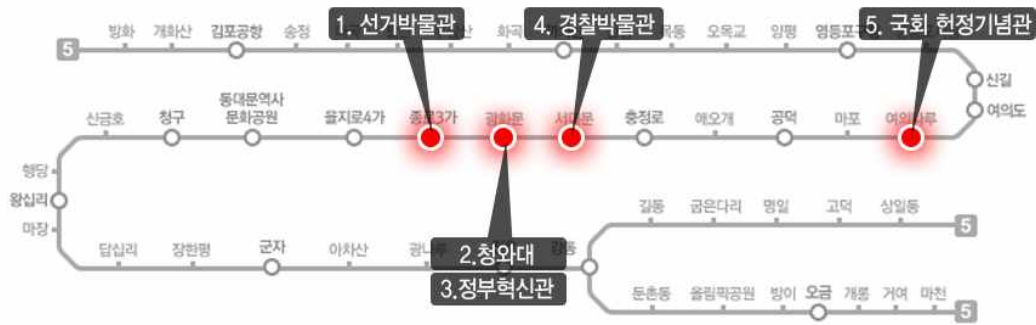 1. 선거박물관
4. 경찰박물관
5. 국회 헌정기념관
5
방화
개화산
김포공항
송정
화곡
목동
오목교
양평
신길
여의도
신금호
청구
동대문역사
문화공원
을지로4가
충정로
애오개
공덕
마포
행당
왕십리
마장
답십리
장한평
군자
아차산
2.청와대
3.정부혁신관
길동
굽은다리
명일
고덕
상일동
5
둔촌동
올림픽공원
방이
오금
개롱
거여
마천
5